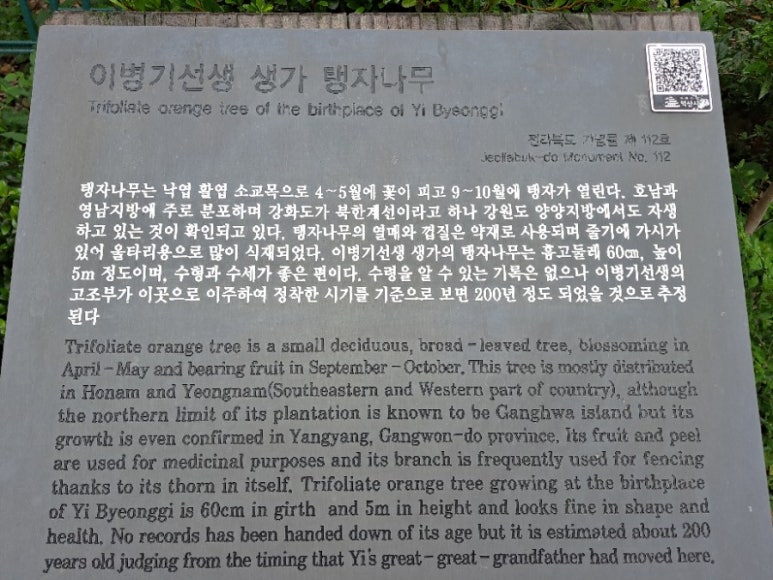 이병기선생 생가 탱자나무
Trifoliate orange tree of the birthplace of Yi Byeonggi
전라북도 기념물 제 112호
Jeollabuk-do Monument No. 112
탱자나무는 낙엽 활엽 소교목으로 4~5월에 꽃이 피고 9~10월에 탱자가 열린다. 호남과
영남지방에 주로 분포하며 강화도가 북한계선이라고 하나 강원도 양양지방에서도 자생
하고 있는 것이 확인되고 있다. 탱자나무의 열매와 껍질은 약재로 사용되며 줄기에 가시가
있어 울타리용으로 많이 식재되었다. 이병기선생 생가의 탱자나무는 흉고둘레 60cm, 높이
5m 정도이며, 수형과 수세가 좋은 편이다. 수령을 알 수 있는 기록은 없으나 이병기선생의
고조부가 이곳으로 이주하여 정착한 시기를 기준으로 보면 200년 정도 되었을 것으로 추정
된다
Trifoliate orange tree is a small deciduous, broad-leaved tree, blossoming in
April-May and bearing fruit in September-October. This tree is mostly distributed
in Honam and Yeongnam(Southeastern and Western part of country), although
the northern limit of its plantation is known to be Ganghwa island but its
growth is even confirmed in Yangyang, Gangwon-do province. Its fruit and peel
are used for medicinal purposes and its branch is frequently used for fencing
thanks to its thorn in itself. Trifoliate orange tree growing at the birthplace
of Yi Byeonggi is 60cm in girth and 5m in height and looks fine in shape and
health. No records has been handed down of its age but it is estimated about 200
years old judging from the timing that Yi's great-great-grandfather had moved here.